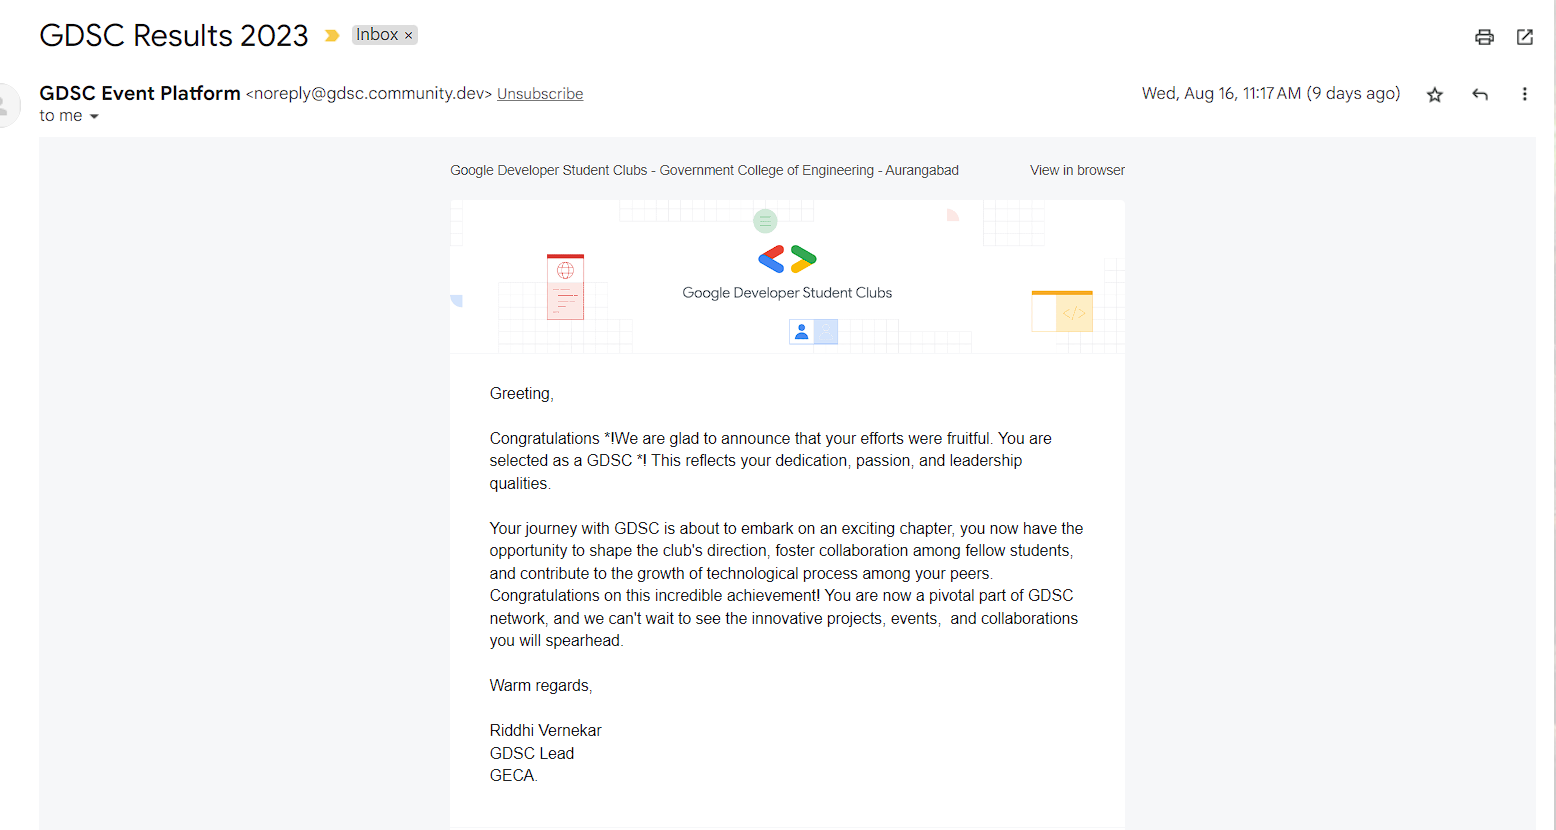 GDSC Results 2023 Inbox ×
GDSC Event Platform <noreply@gdsc.community.dev> Unsubscribe Wed, Aug 16, 11:17 AM (9 days ago)
to me
Google Developer Student Clubs - Government College of Engineering - Aurangabad View in browser
Google Developer Student Clubs
Greeting,
Congratulations *!We are glad to announce that your efforts were fruitful. You are
selected as a GDSC *! This reflects your dedication, passion, and leadership
qualities.
Your journey with GDSC is about to embark on an exciting chapter, you now have the
opportunity to shape the club's direction, foster collaboration among fellow students,
and contribute to the growth of technological process among your peers.
Congratulations on this incredible achievement! You are now a pivotal part of GDSC
network, and we can't wait to see the innovative projects, events,  and collaborations
you will spearhead.
Warm regards,
Riddhi Vernekar
GDSC Lead
GECA.